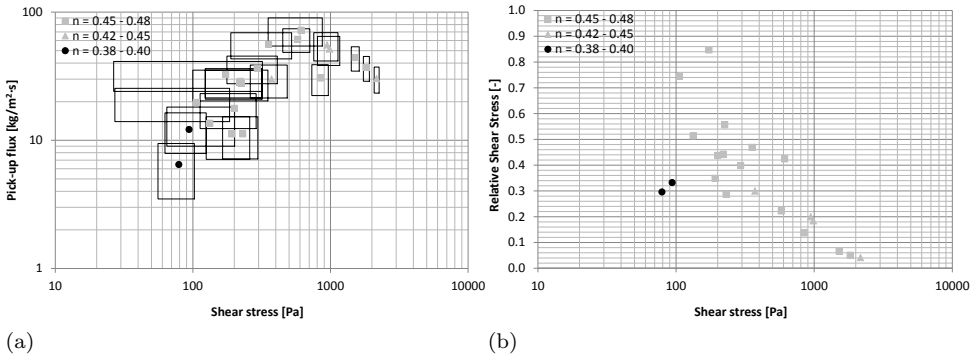 100
n = 0.45 - 0.48
n = 0.42 - 0.45
n = 0.38 - 0.40
10
1
Pick-up flux [kg/m²·s]
10
100
1000
10000
Shear stress [Pa]
(a)
1.0
0.9
0.8
0.7
0.6
0.5
0.4
0.3
0.2
0.1
0.0
n = 0.45 - 0.48
n = 0.42 - 0.45
n = 0.38 - 0.40
Relative Shear Stress [-]
10
100
1000
10000
Shear stress [Pa]
(b)